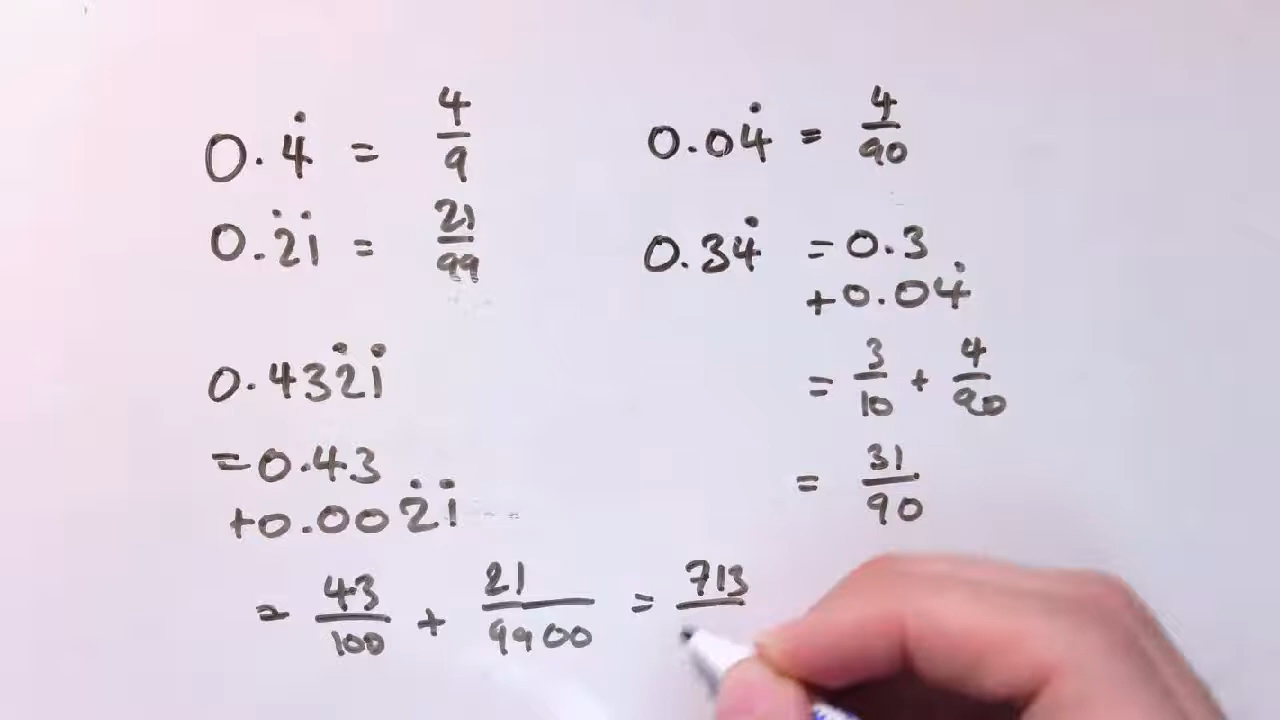 0.4̇ = 4/9
0.2̇1̇ = 21/99
0.432̇1̇
=0.43
+0.002̇1̇
= 43/100 + 21/9900 = 713/
0.04̇ = 4/90
0.34̇ =0.3
+0.04̇
= 3/10 + 4/90
= 31/90